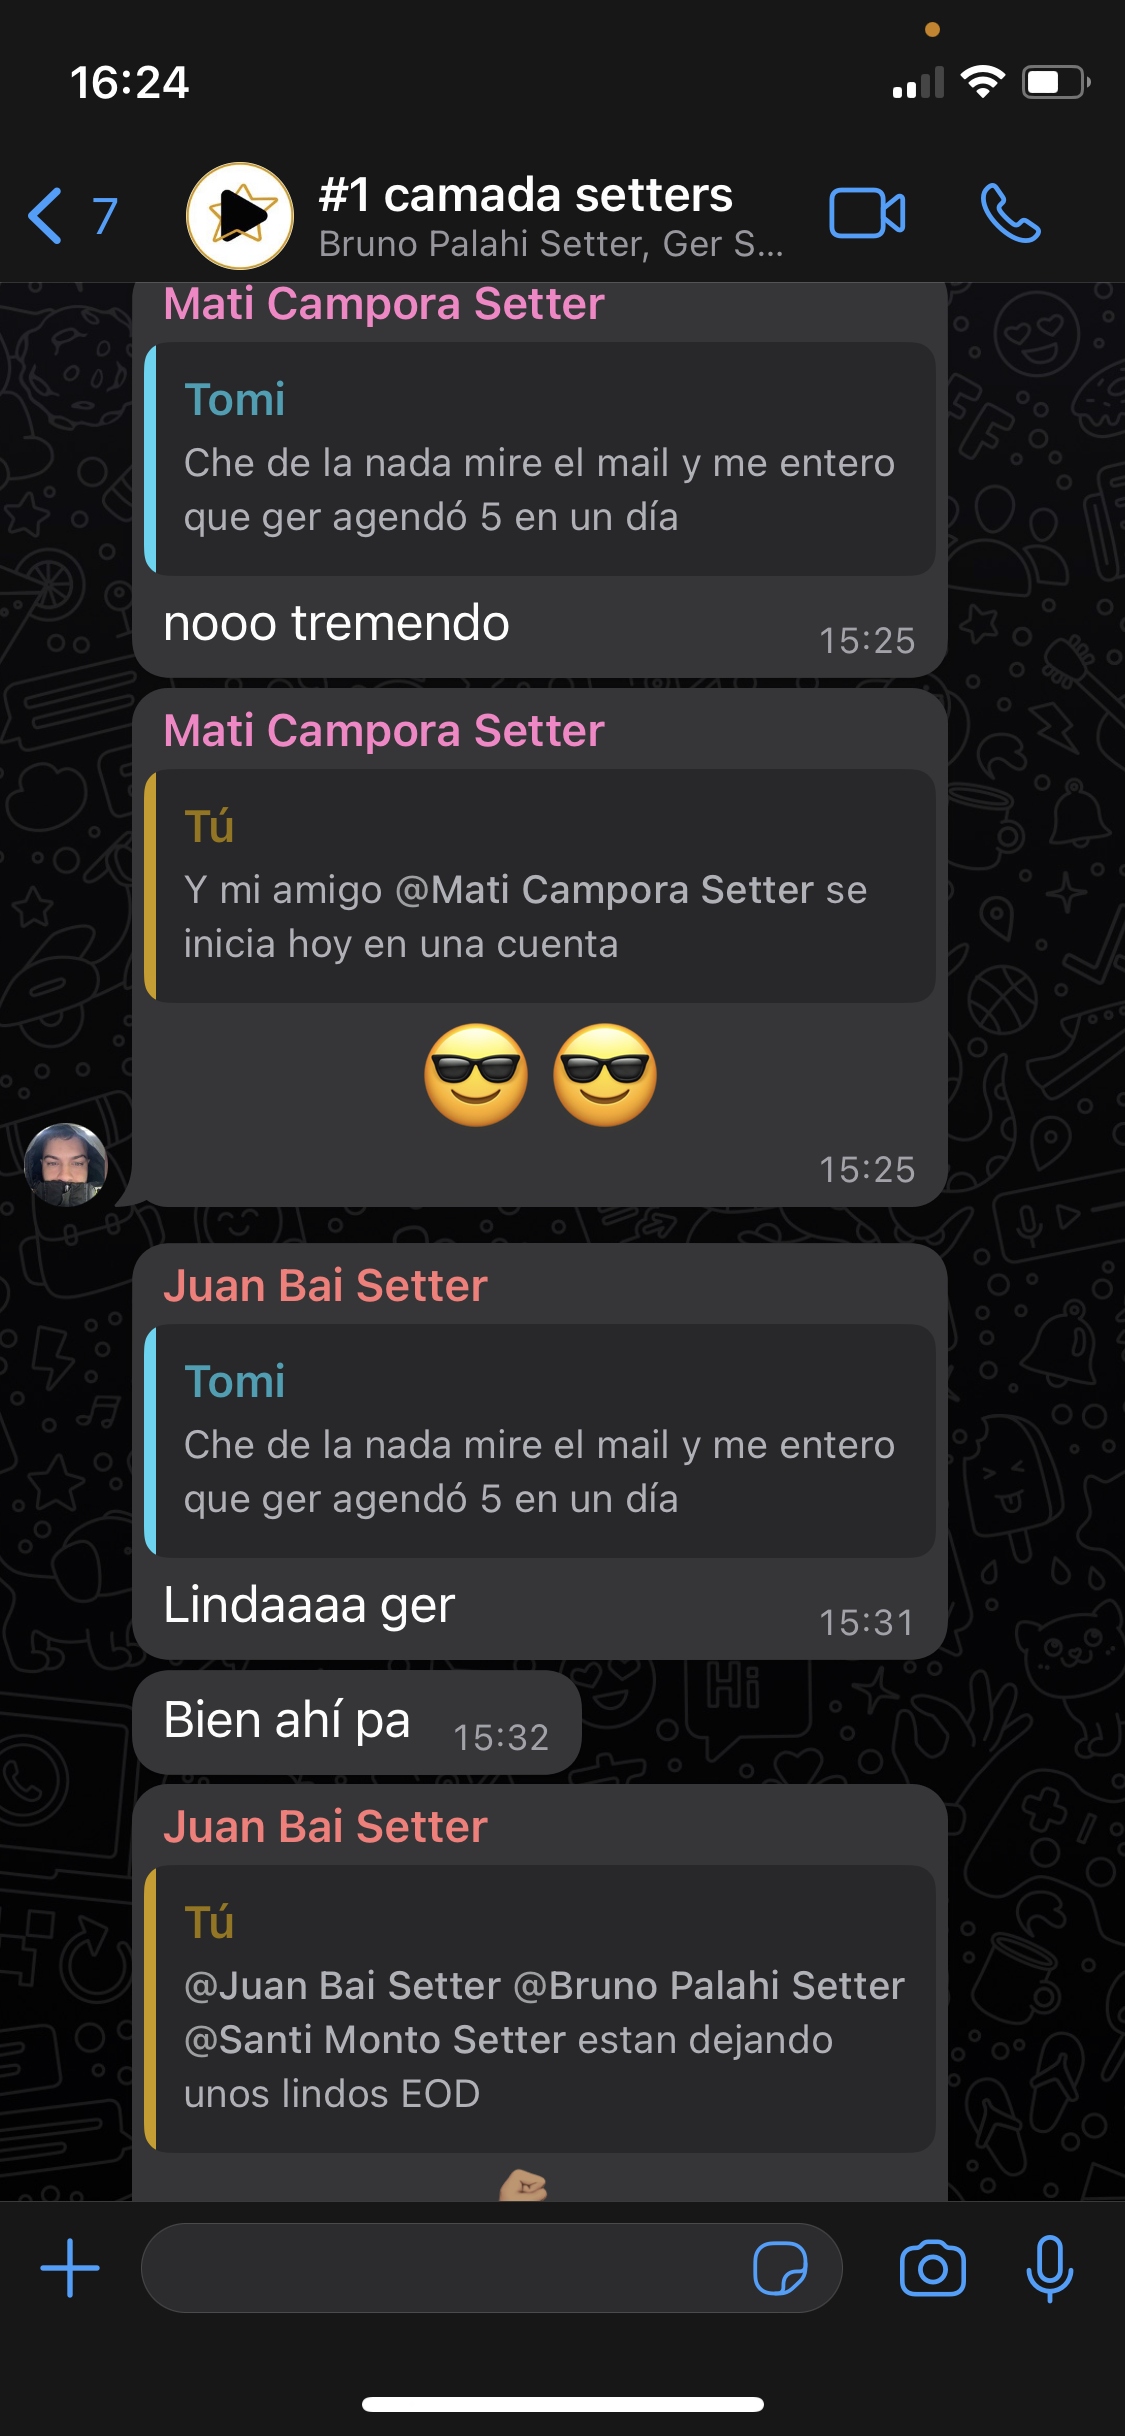 16:24
7
#1 camada setters
Bruno Palahi Setter, Ger S...
Mati Campora Setter
Tomi
Che de la nada mire el mail y me entero
que ger agendó 5 en un día
nooo tremendo
15:25
Mati Campora Setter
Tú
Y mi amigo @Mati Campora Setter se
inicia hoy en una cuenta
😎😎
15:25
Juan Bai Setter
Tomi
Che de la nada mire el mail y me entero
que ger agendó 5 en un día
Lindaaaa ger
15:31
Bien ahí pa
15:32
Juan Bai Setter
Tú
@Juan Bai Setter @Bruno Palahi Setter
@Santi Monto Setter estan dejando
unos lindos EOD